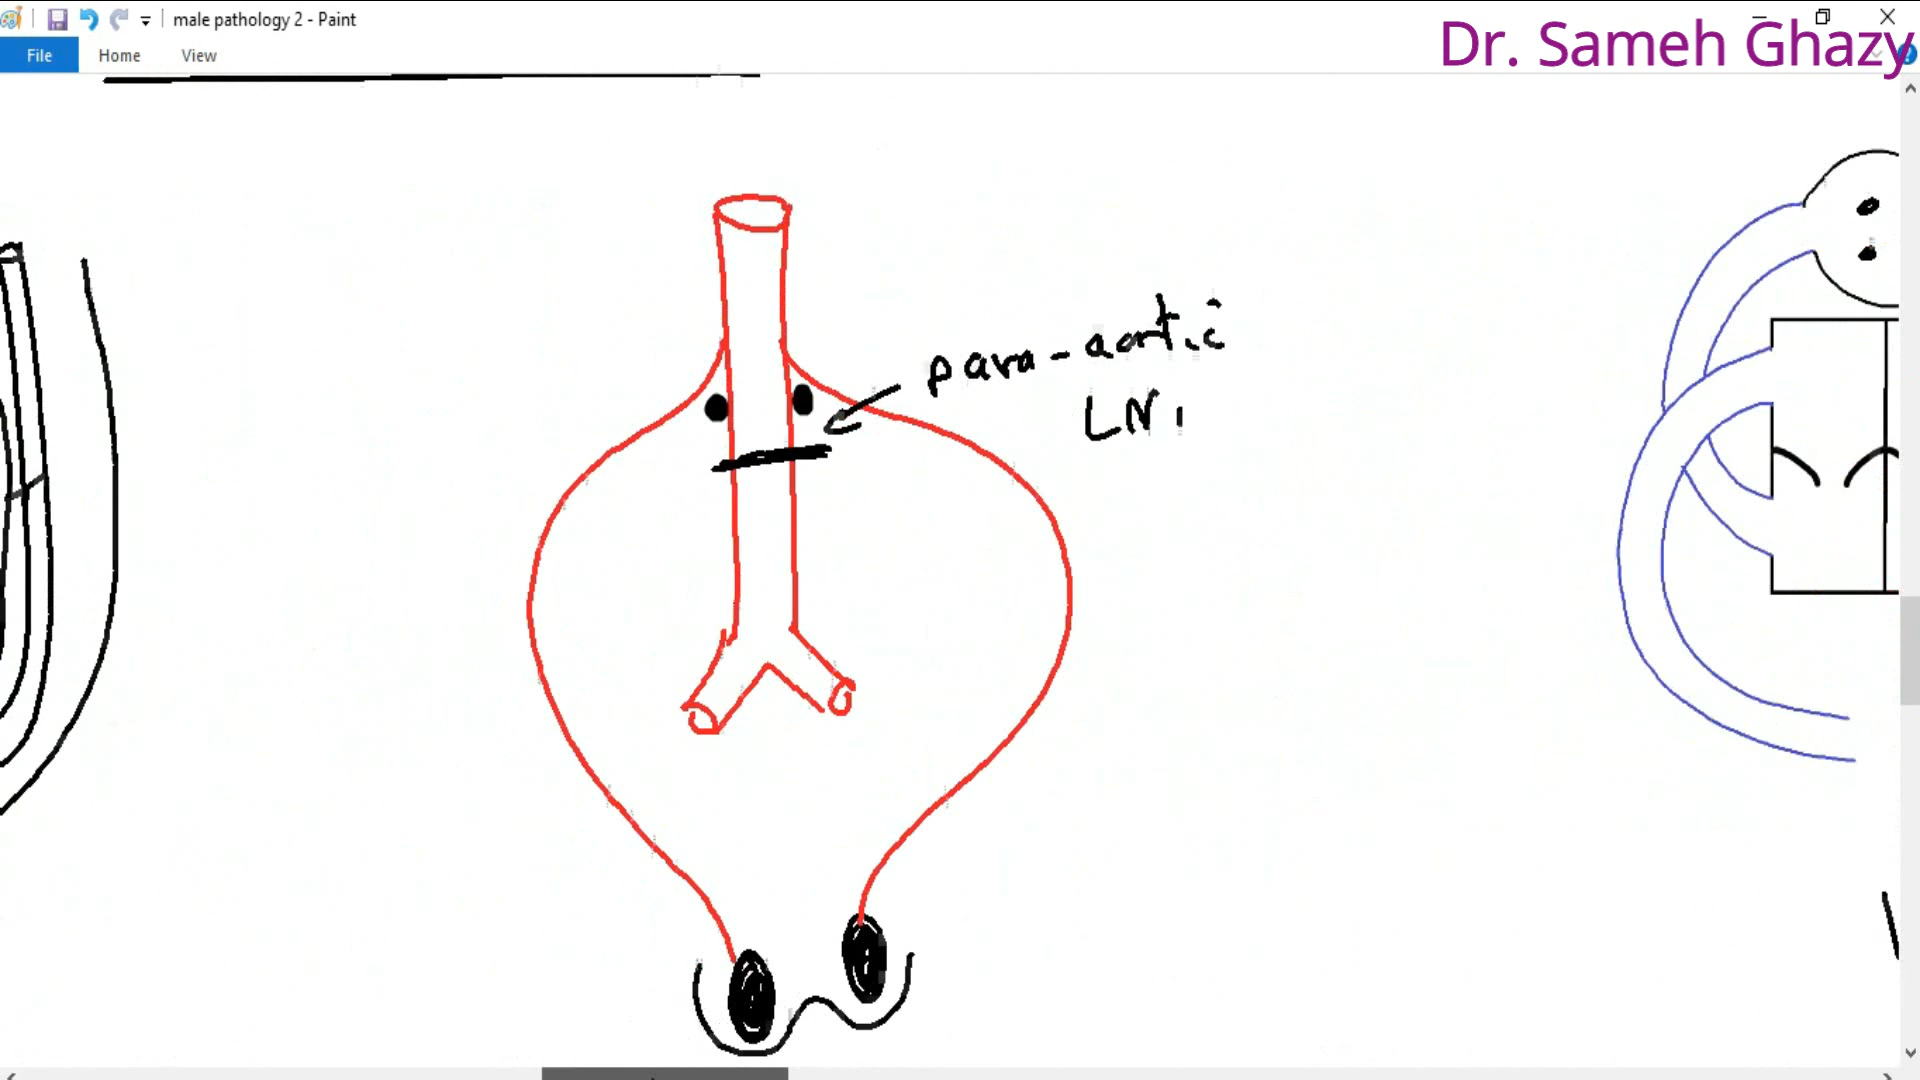 male pathology 2 - Paint
Dr. Sameh Ghazy
File Home View
para-aortic
LN